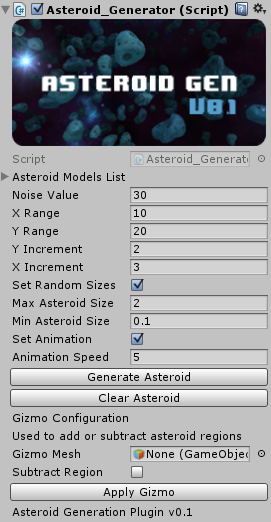 Asteroid_Generator (Script)
ASTEROID GEN
V0.1
Script
Asteroid_Generat
Asteroid Models List
Noise Value 30
X Range 10
Y Range 20
Y Increment 2
X Increment 3
Set Random Sizes
Max Asteroid Size 2
Min Asteroid Size 0.1
Set Animation
Animation Speed 5
Generate Asteroid
Clear Asteroid
Gizmo Configuration
Used to add or subtract asteroid regions
Gizmo Mesh None (GameObjec
Subtract Region
Apply Gizmo
Asteroid Generation Plugin v0.1